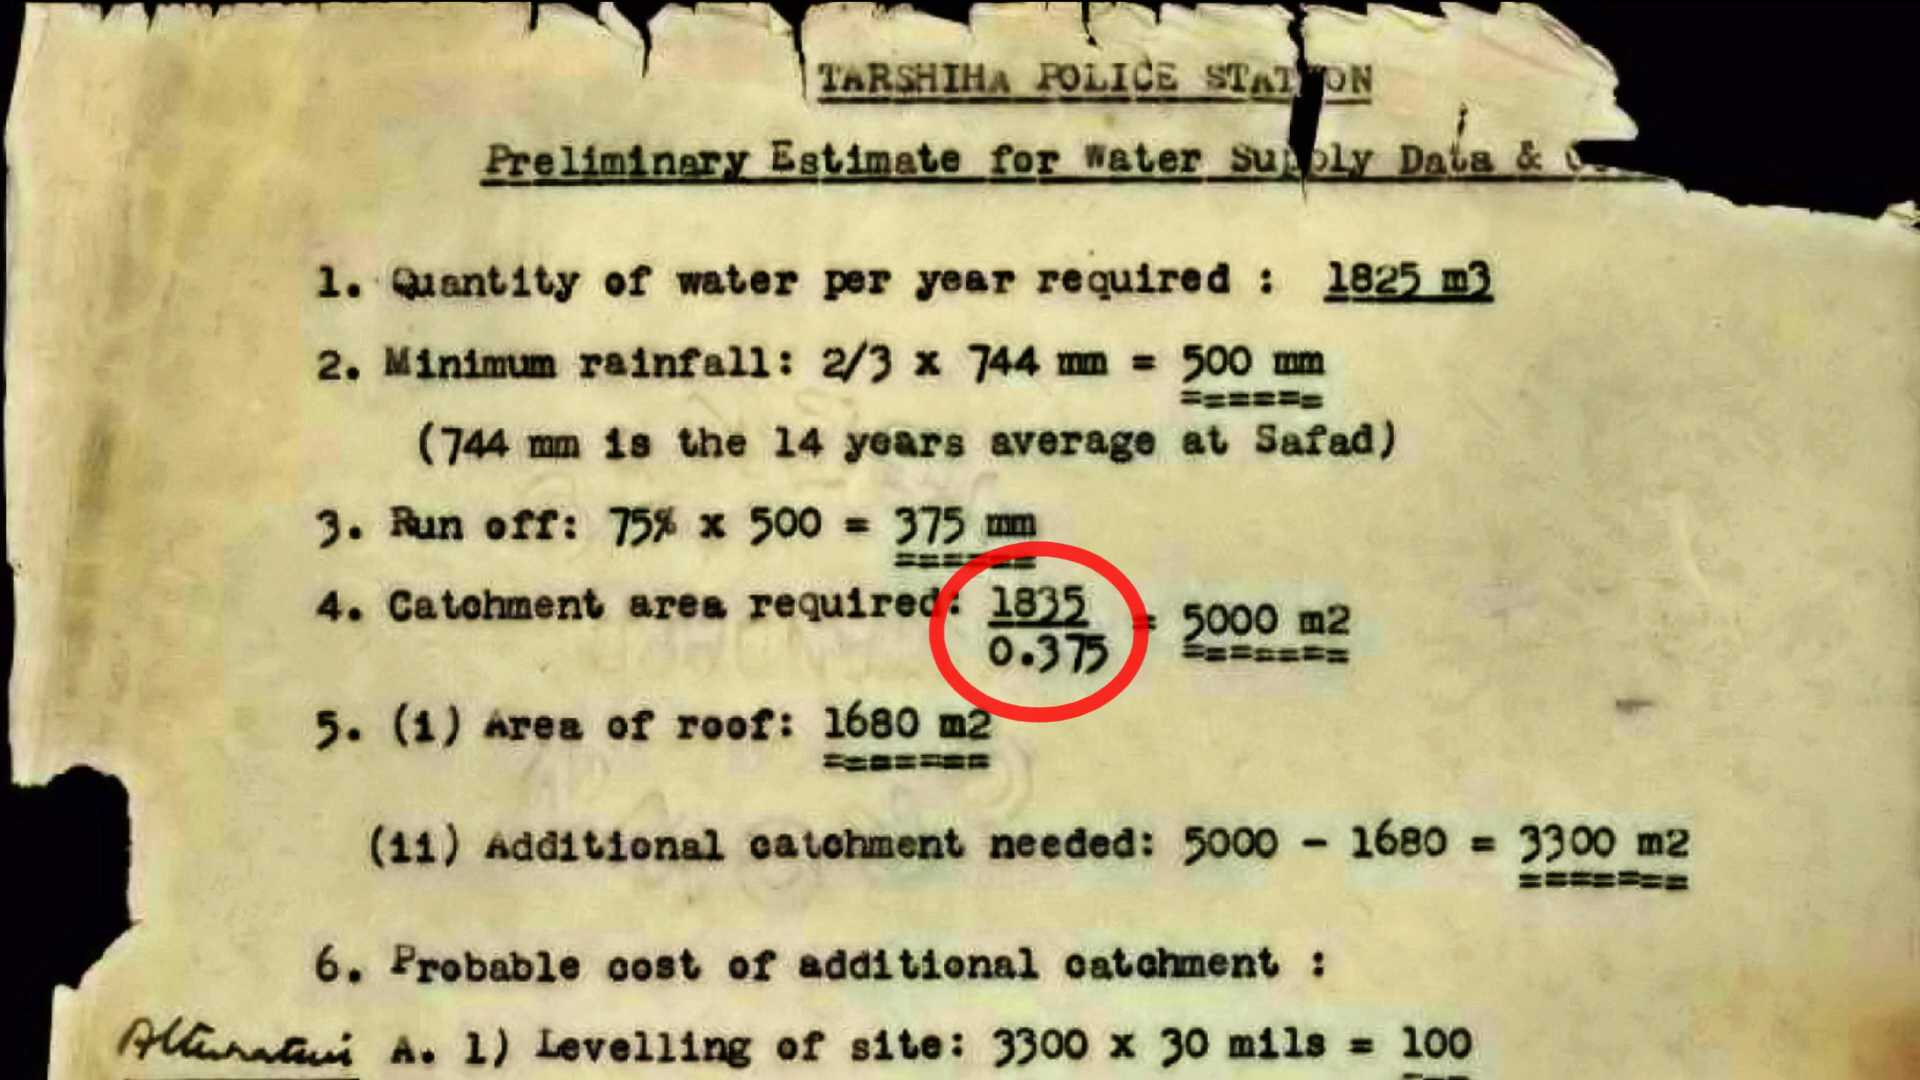 TARSHIHA POLICE STATION
Preliminary Estimate for Water Supply Data &
1. Quantity of water per year required : 1825 m3
2. Minimum rainfall: 2/3 x 744 mm = 500 mm
(744 mm is the 14 years average at Safad)
3. Run off: 75% x 500 = 375 mm
4. Catchment area required: 1835
0.375 = 5000 m2
5. (i) Area of roof: 1680 m2
(ii) Additional catchment needed: 5000 - 1680 = 3300 m2
6. Probable cost of additional catchment :
A. 1) Levelling of site: 3300 x 30 mils = 100